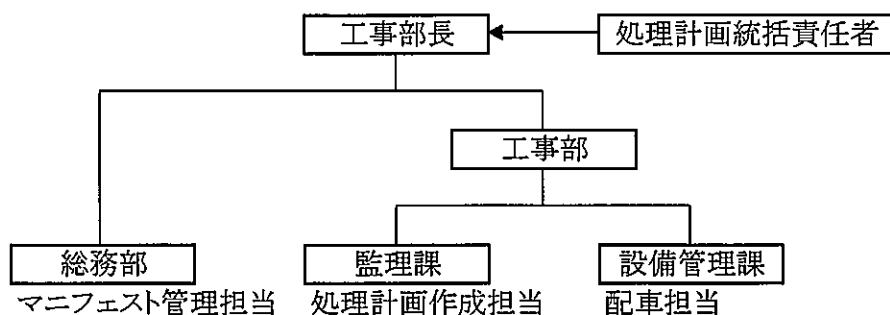 工事部長
処理計画統括責任者
工事部
総務部
監理課
設備管理課
マニフェスト管理担当
処理計画作成担当
配車担当